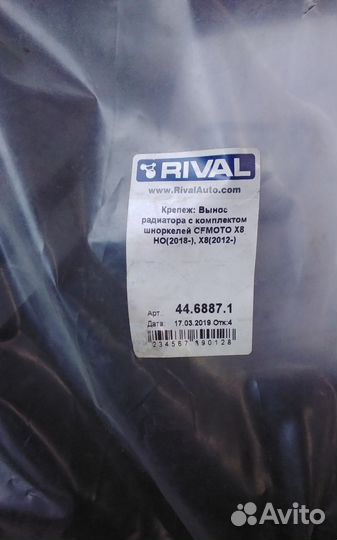 RIVAL
www.RivalAuto.com
Крепеж: Вынос
радиатора с комплектом
шноркелей CFMOTO X8
HO(2018-), X8(2012-)
Арт. 44.6887.1
Дата: 17.03.2019 Отк:4
234567 890128
Avito